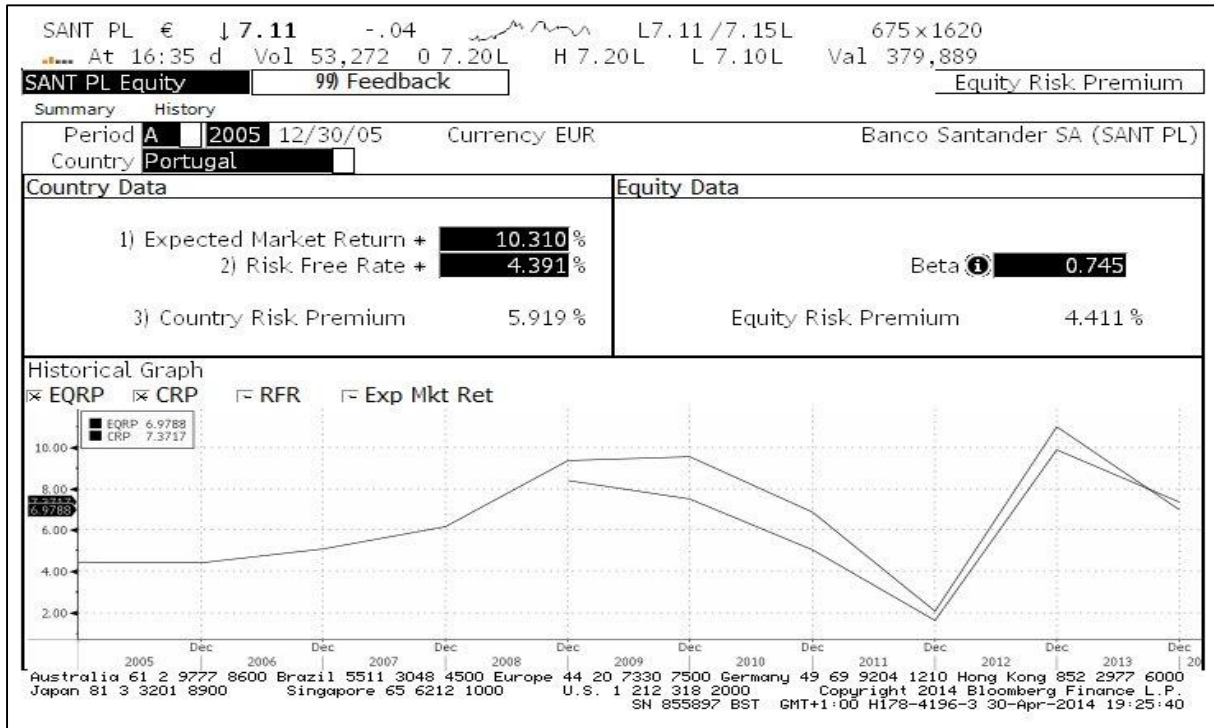 SANT PL € ↓7.11 -.04 L7.11/7.15L 675×1620
At 16:35 d Vol 53,272 O 7.20L H 7.20L L 7.10L Val 379,889
SANT PL Equity 99) Feedback Equity Risk Premium
Summary History
Period A 2005 12/30/05 Currency EUR Banco Santander SA (SANT PL)
Country Portugal
Country Data Equity Data
1) Expected Market Return + 10.310 %
2) Risk Free Rate + 4.391 % Beta 0.745
3) Country Risk Premium 5.919 % Equity Risk Premium 4.411 %
Historical Graph
EQRP CRP RFR Exp Mkt Ret
EQRP 6.9788
CRP 7.3717
10.00
8.00
7.3717
6.9788
6.00
4.00
2.00
Dec Dec Dec Dec Dec Dec Dec Dec Dec
2005 2006 2007 2008 2009 2010 2011 2012 2013 20
Australia 61 2 9777 8600 Brazil 5511 3048 4500 Europe 44 20 7330 7500 Germany 49 69 9204 1210 Hong Kong 852 2977 6000
Japan 81 3 3201 8900 Singapore 65 6212 1000 U.S. 1 212 318 2000 Copyright 2014 Bloomberg Finance L.P.
SN 855897 BST GMT+1:00 H178-4196-3 30-Apr-2014 19:25:40